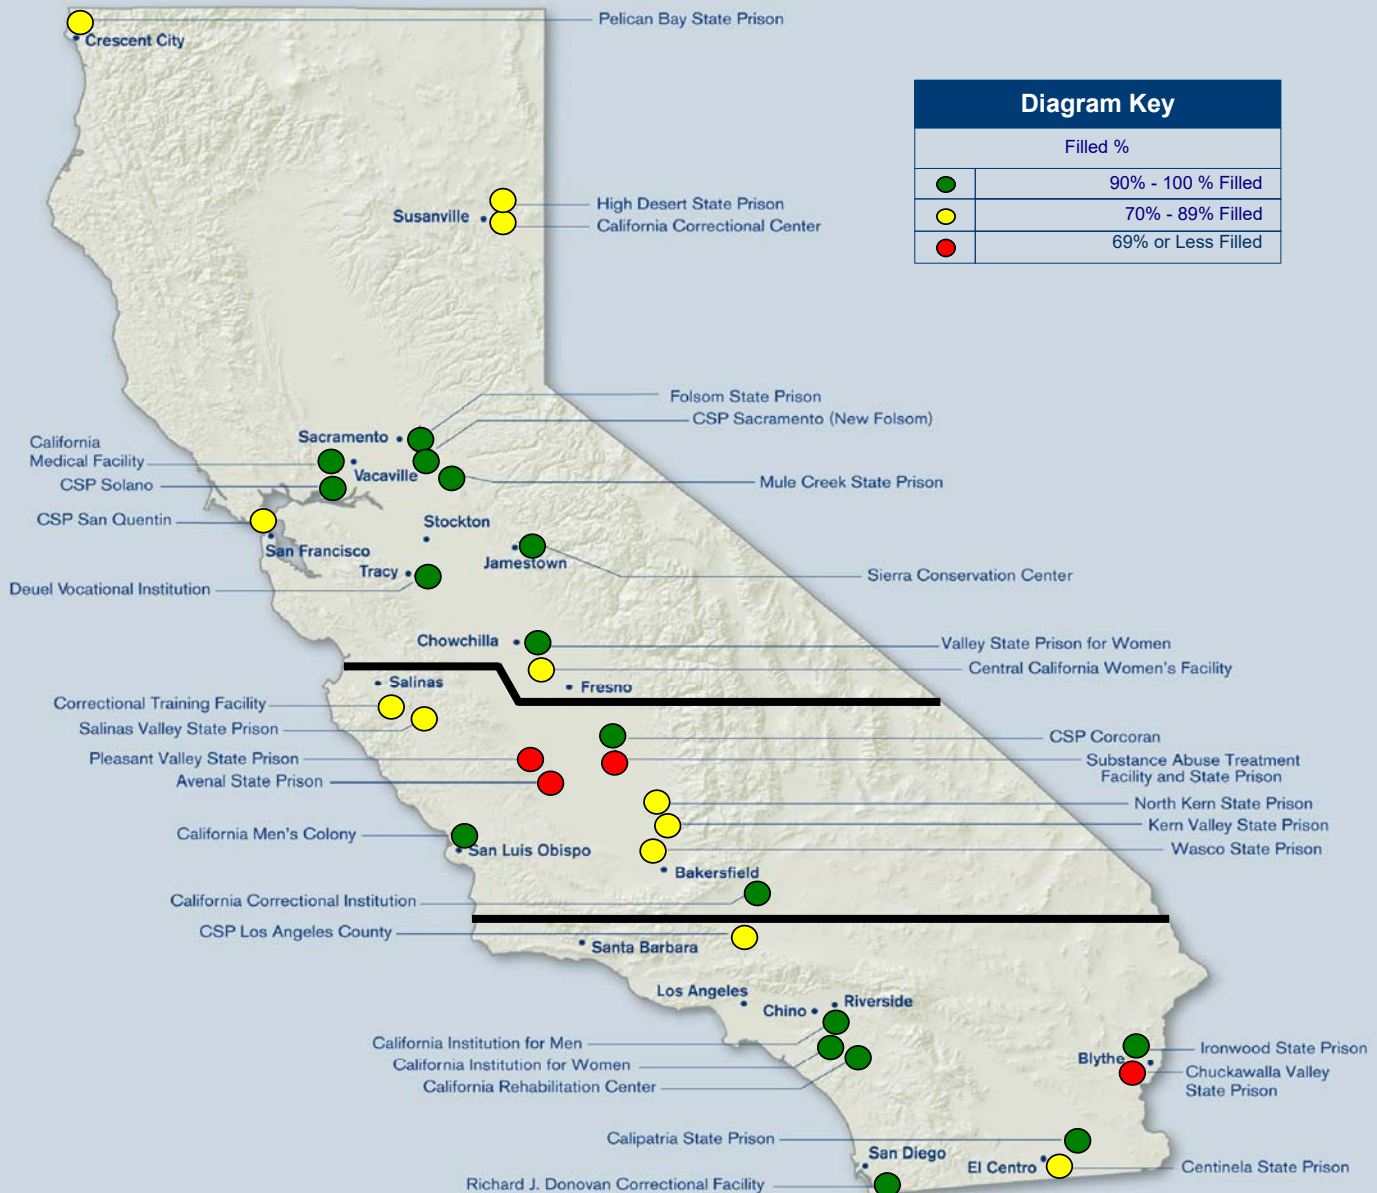 Pelican Bay State Prison
Crescent City
Diagram Key
Filled %
90% - 100 % Filled
70% - 89% Filled
69% or Less Filled
High Desert State Prison
Susanville
California Correctional Center
Folsom State Prison
CSP Sacramento (New Folsom)
Sacramento
California
Medical Facility
Vacaville
CSP Solano
Mule Creek State Prison
CSP San Quentin
Stockton
San Francisco
Jamestown
Tracy
Sierra Conservation Center
Deuel Vocational Institution
Chowchilla
Valley State Prison for Women
Central California Women's Facility
Salinas
Fresno
Correctional Training Facility
Salinas Valley State Prison
CSP Corcoran
Pleasant Valley State Prison
Substance Abuse Treatment
Facility and State Prison
Avenal State Prison
North Kern State Prison
Kern Valley State Prison
California Men's Colony
San Luis Obispo
Wasco State Prison
Bakersfield
California Correctional Institution
CSP Los Angeles County
Santa Barbara
Los Angeles
Riverside
Chino
California Institution for Men
California Institution for Women
California Rehabilitation Center
Ironwood State Prison
Blythe
Chuckawalla Valley
State Prison
Calipatria State Prison
San Diego
El Centro
Centinela State Prison
Richard J. Donovan Correctional Facility